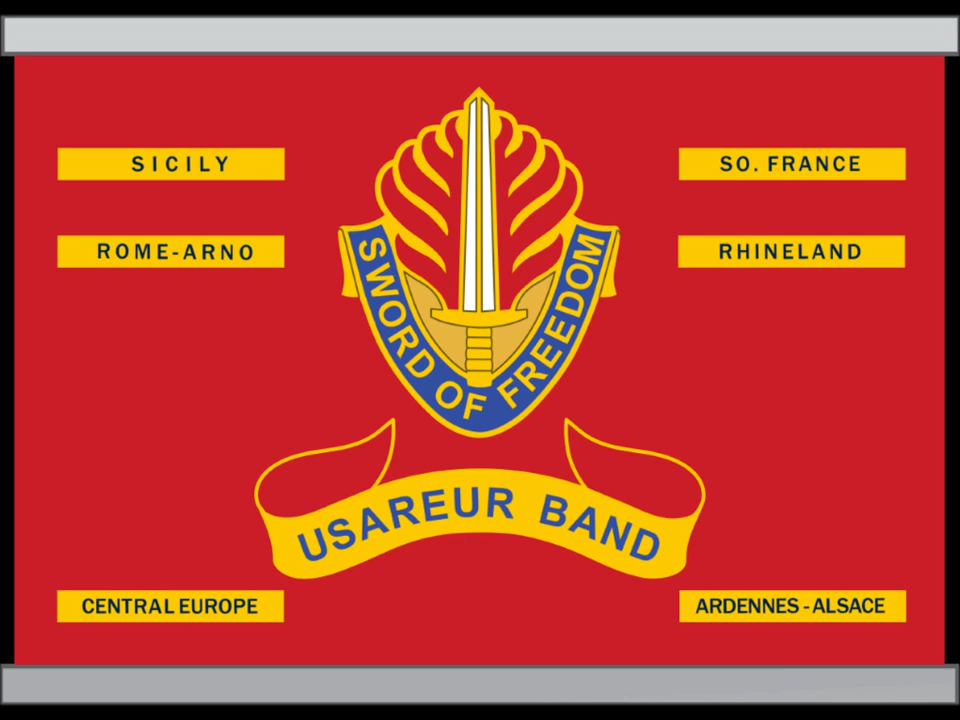 SICILY
SO. FRANCE
ROME-ARNO
RHINELAND
SWORD OF FREEDOM
USAREUR BAND
CENTRAL EUROPE
ARDENNES - ALSACE